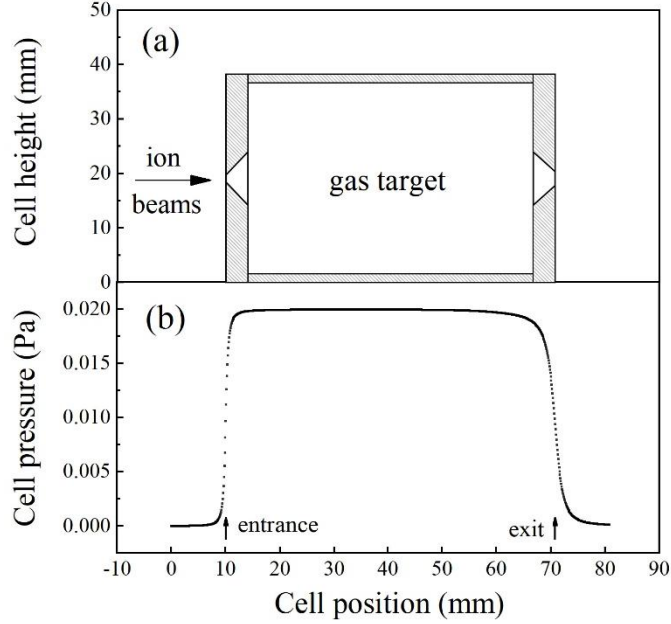 50
40
30
20
10
0
Cell height (mm)
(a)
ion
beams
gas target
0.020
0.015
0.010
0.005
0.000
Cell pressure (Pa)
(b)
entrance
exit
-10 0 10 20 30 40 50 60 70 80 90
Cell position (mm)